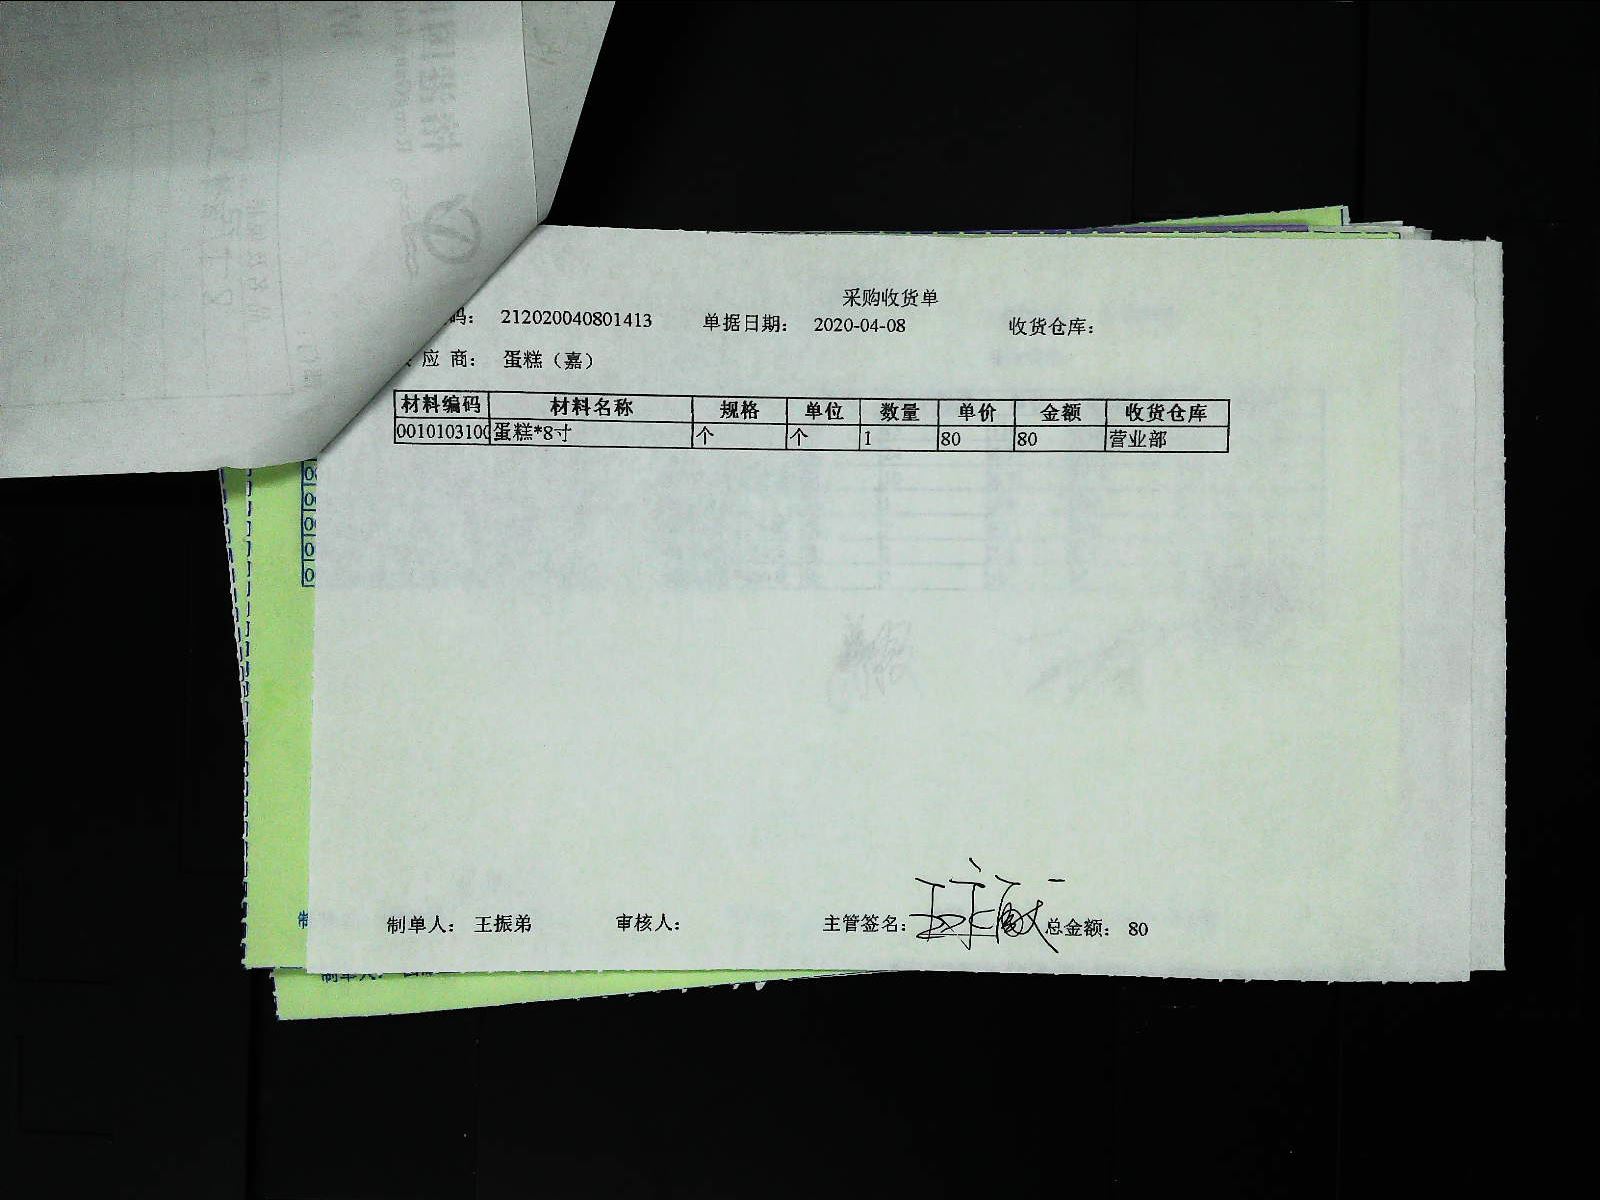 采购收货单
码： 212020040801413 单据日期： 2020-04-08 收货仓库：
应 商： 蛋糕（嘉）
材料编码 材料名称 规格 单位 数量 单价 金额 收货仓库
0010103100 蛋糕*8寸 个 个 1 80 80 营业部
制单人： 王振弟 审核人： 主管签名： 总金额： 80